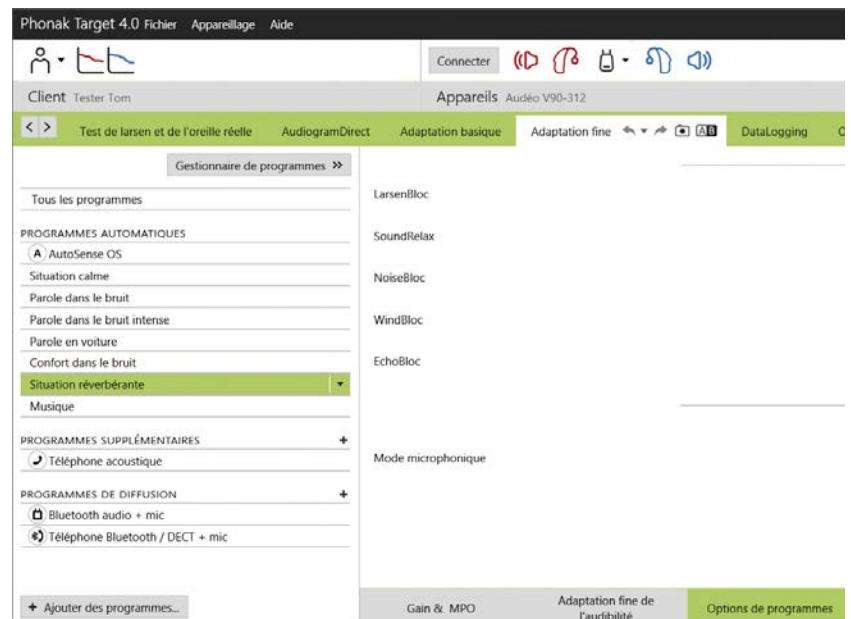 Phonak Target 4.0 Fichier Appareillage Aide
Connecter
Client Tester Tom
Appareils Audéo V90-312
< > Test de larsen et de l'oreille réelle AudiogramDirect Adaptation basique Adaptation fine AB DataLogging
Gestionnaire de programmes »
Tous les programmes
PROGRAMMES AUTOMATIQUES
A AutoSense OS
Situation calme
Parole dans le bruit
Parole dans le bruit intense
Parole en voiture
Confort dans le bruit
Situation réverbérante
Musique
PROGRAMMES SUPPLÉMENTAIRES +
Téléphone acoustique
PROGRAMMES DE DIFFUSION +
Bluetooth audio + mic
Téléphone Bluetooth / DECT + mic
+ Ajouter des programmes...
LarsenBloc
SoundRelax
NoiseBloc
WindBloc
EchoBloc
Mode microphonique
Gain & MPO
Adaptation fine de
l'audibilité
Options de programmes